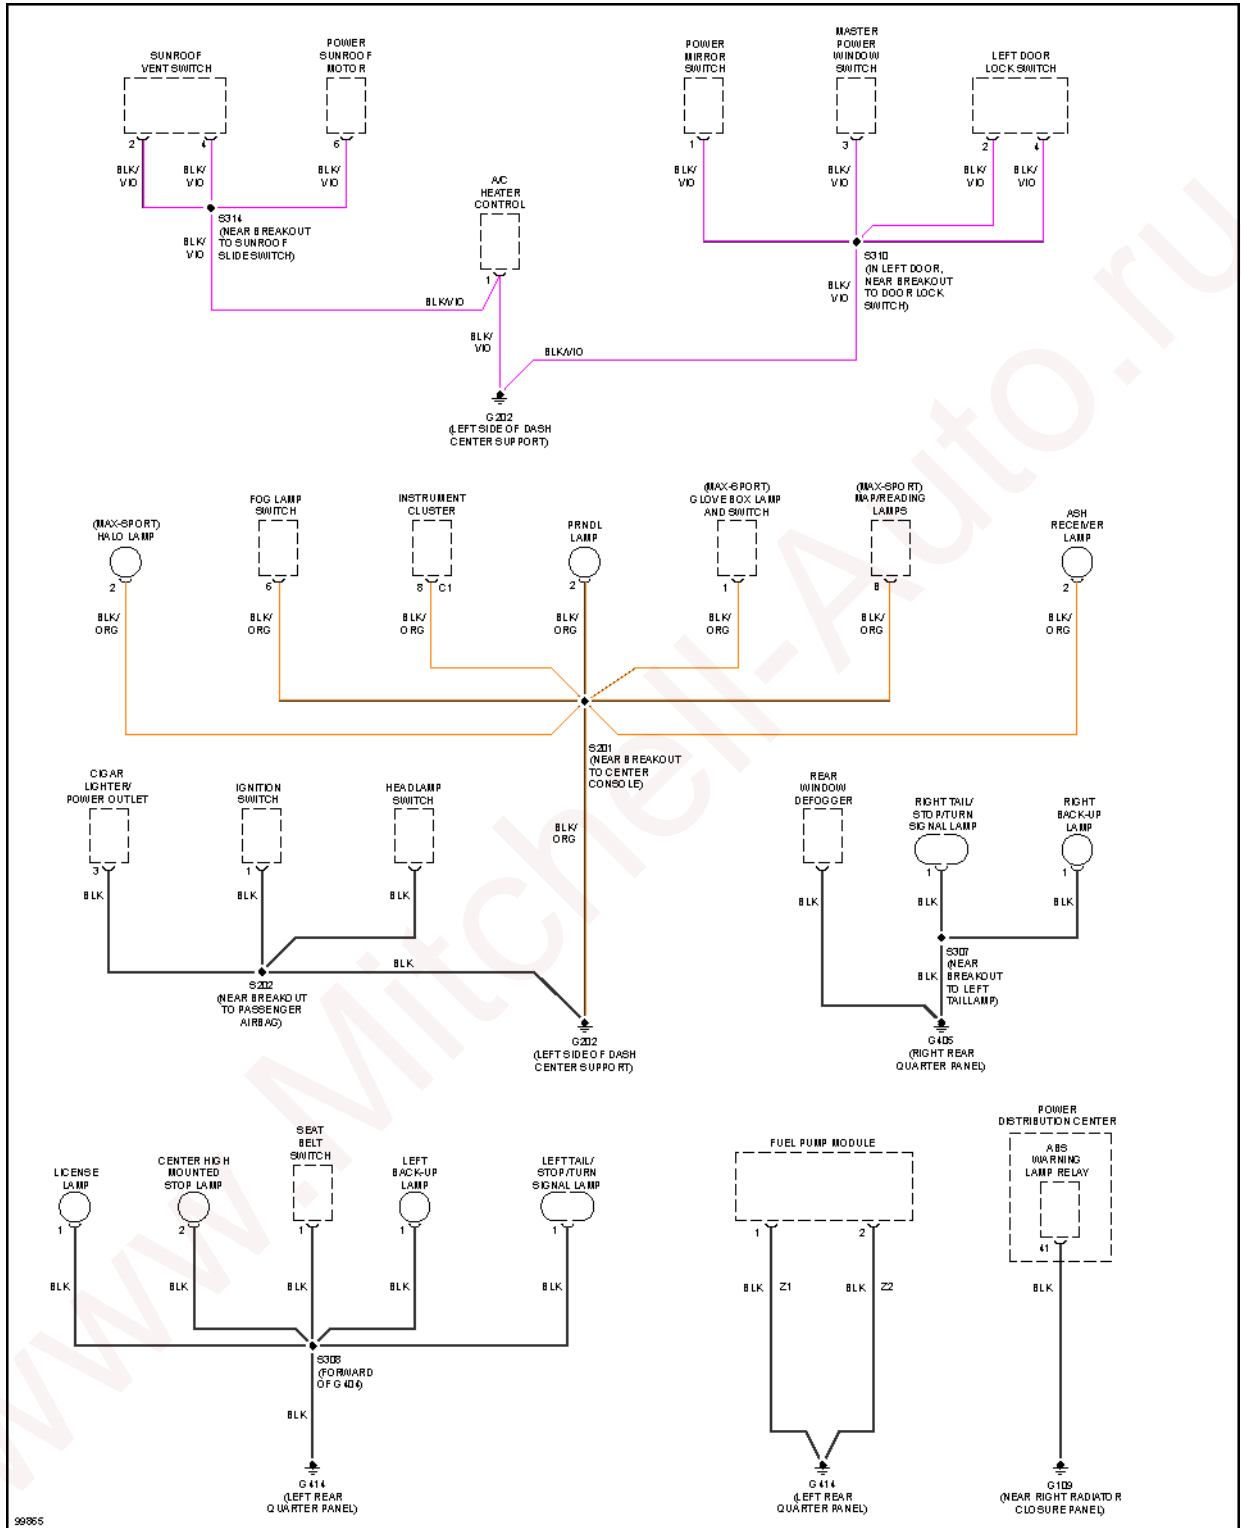 SUNROOF
VENT SWITCH
POWER
SUNROOF
MOTOR
POWER
MIRROR
SWITCH
MASTER
POWER
WINDOW
SWITCH
LEFT DOOR
LOCK SWITCH
2
4
6
1
3
2
4
BLK/
VIO
BLK/
VIO
BLK/
VIO
BLK/
VIO
BLK/
VIO
BLK/
VIO
BLK/
VIO
A/C
HEATER
CONTROL
1
S314
(NEAR BREAKOUT
TO SUNROOF
SLIDE SWITCH)
BLK/
VIO
S310
(IN LEFT DOOR,
NEAR BREAKOUT
TO DOOR LOCK
SWITCH)
BLK/
VIO
BLK/VIO
BLK/
VIO
BLK/VIO
G202
(LEFT SIDE OF DASH
CENTER SUPPORT)
(MAX-SPORT)
HALO LAMP
FOG LAMP
SWITCH
INSTRUMENT
CLUSTER
PRNDL
LAMP
(MAX-SPORT)
GLOVE BOX LAMP
AND SWITCH
(MAX-SPORT)
MAP/READING
LAMPS
ASH
RECEIVER
LAMP
2
6
8 C1
2
1
8
2
BLK/
ORG
BLK/
ORG
BLK/
ORG
BLK/
ORG
BLK/
ORG
BLK/
ORG
BLK/
ORG
S201
(NEAR BREAKOUT
TO CENTER
CONSOLE)
BLK/
ORG
CIGAR
LIGHTER/
POWER OUTLET
IGNITION
SWITCH
HEADLAMP
SWITCH
3
1
BLK
BLK
BLK
BLK
S202
(NEAR BREAKOUT
TO PASSENGER
AIRBAG)
G202
(LEFT SIDE OF DASH
CENTER SUPPORT)
REAR
WINDOW
DEFOGGER
RIGHT TAIL/
STOP/TURN
SIGNAL LAMP
RIGHT
BACK-UP
LAMP
1
1
BLK
BLK
BLK
S307
(NEAR
BREAKOUT
TO LEFT
TAILLAMP)
BLK
G405
(RIGHT REAR
QUARTER PANEL)
LICENSE
LAMP
CENTER HIGH
MOUNTED
STOP LAMP
SEAT
BELT
SWITCH
LEFT
BACK-UP
LAMP
LEFT TAIL/
STOP/TURN
SIGNAL LAMP
1
2
1
1
1
BLK
BLK
BLK
BLK
BLK
S308
(FORWARD
OF G404)
BLK
G414
(LEFT REAR
QUARTER PANEL)
FUEL PUMP MODULE
1
2
BLK Z1
BLK Z2
G414
(LEFT REAR
QUARTER PANEL)
POWER
DISTRIBUTION CENTER
ABS
WARNING
LAMP RELAY
41
BLK
G109
(NEAR RIGHT RADIATOR
CLOSURE PANEL)
99865
www.Mitchell-Auto.ru